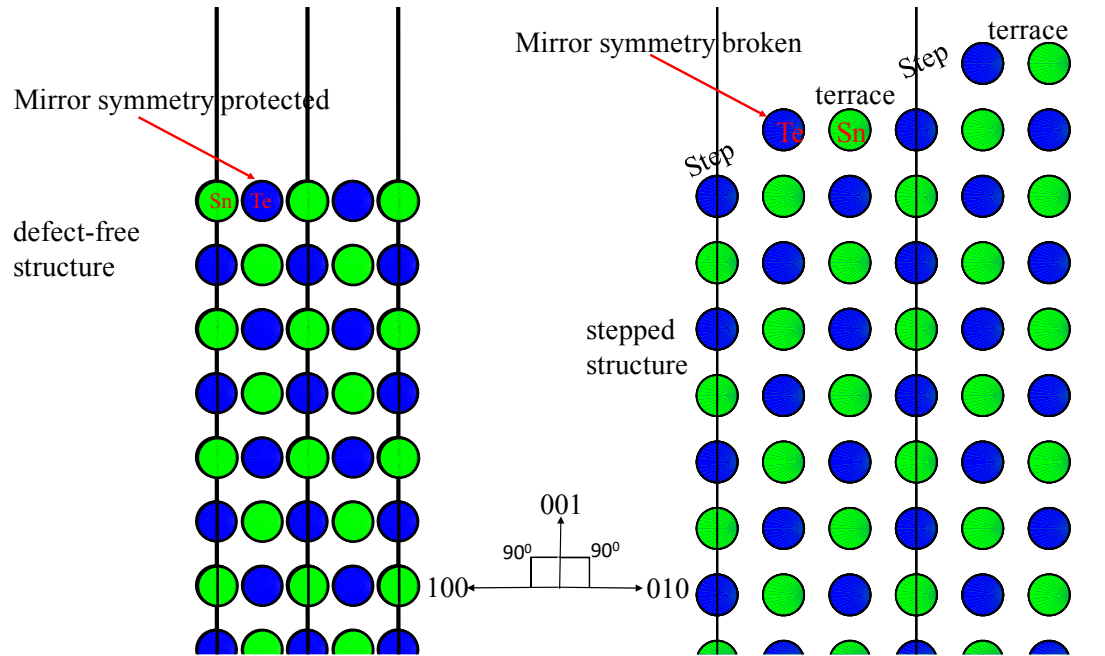 Mirror symmetry protected
Sn
Te
defect-free
structure
Mirror symmetry broken
terrace
Step
terrace
Te
Sn
Step
stepped
structure
001
90⁰
90⁰
100
010